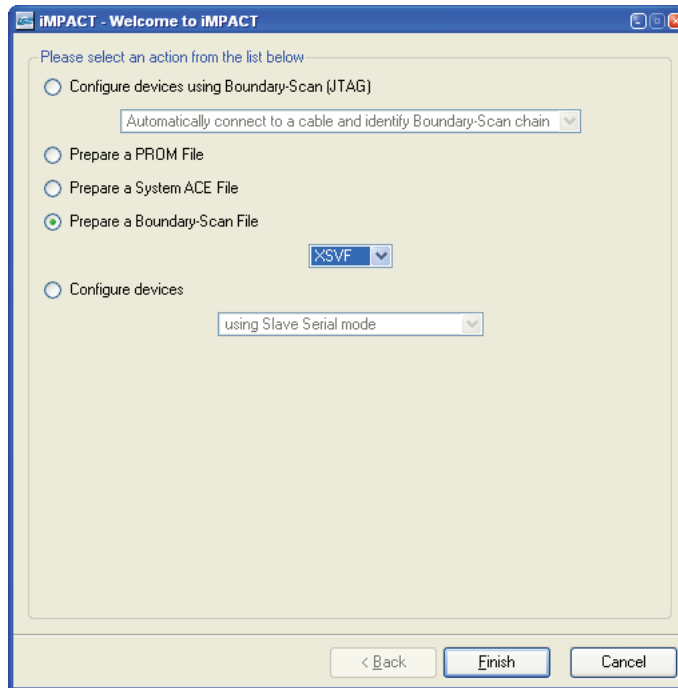 iMPACT - Welcome to iMPACT
Please select an action from the list below
Configure devices using Boundary-Scan (JTAG)
Automatically connect to a cable and identify Boundary-Scan chain
Prepare a PROM File
Prepare a System ACE File
Prepare a Boundary-Scan File
XSVF
Configure devices
using Slave Serial mode
< Back Finish Cancel